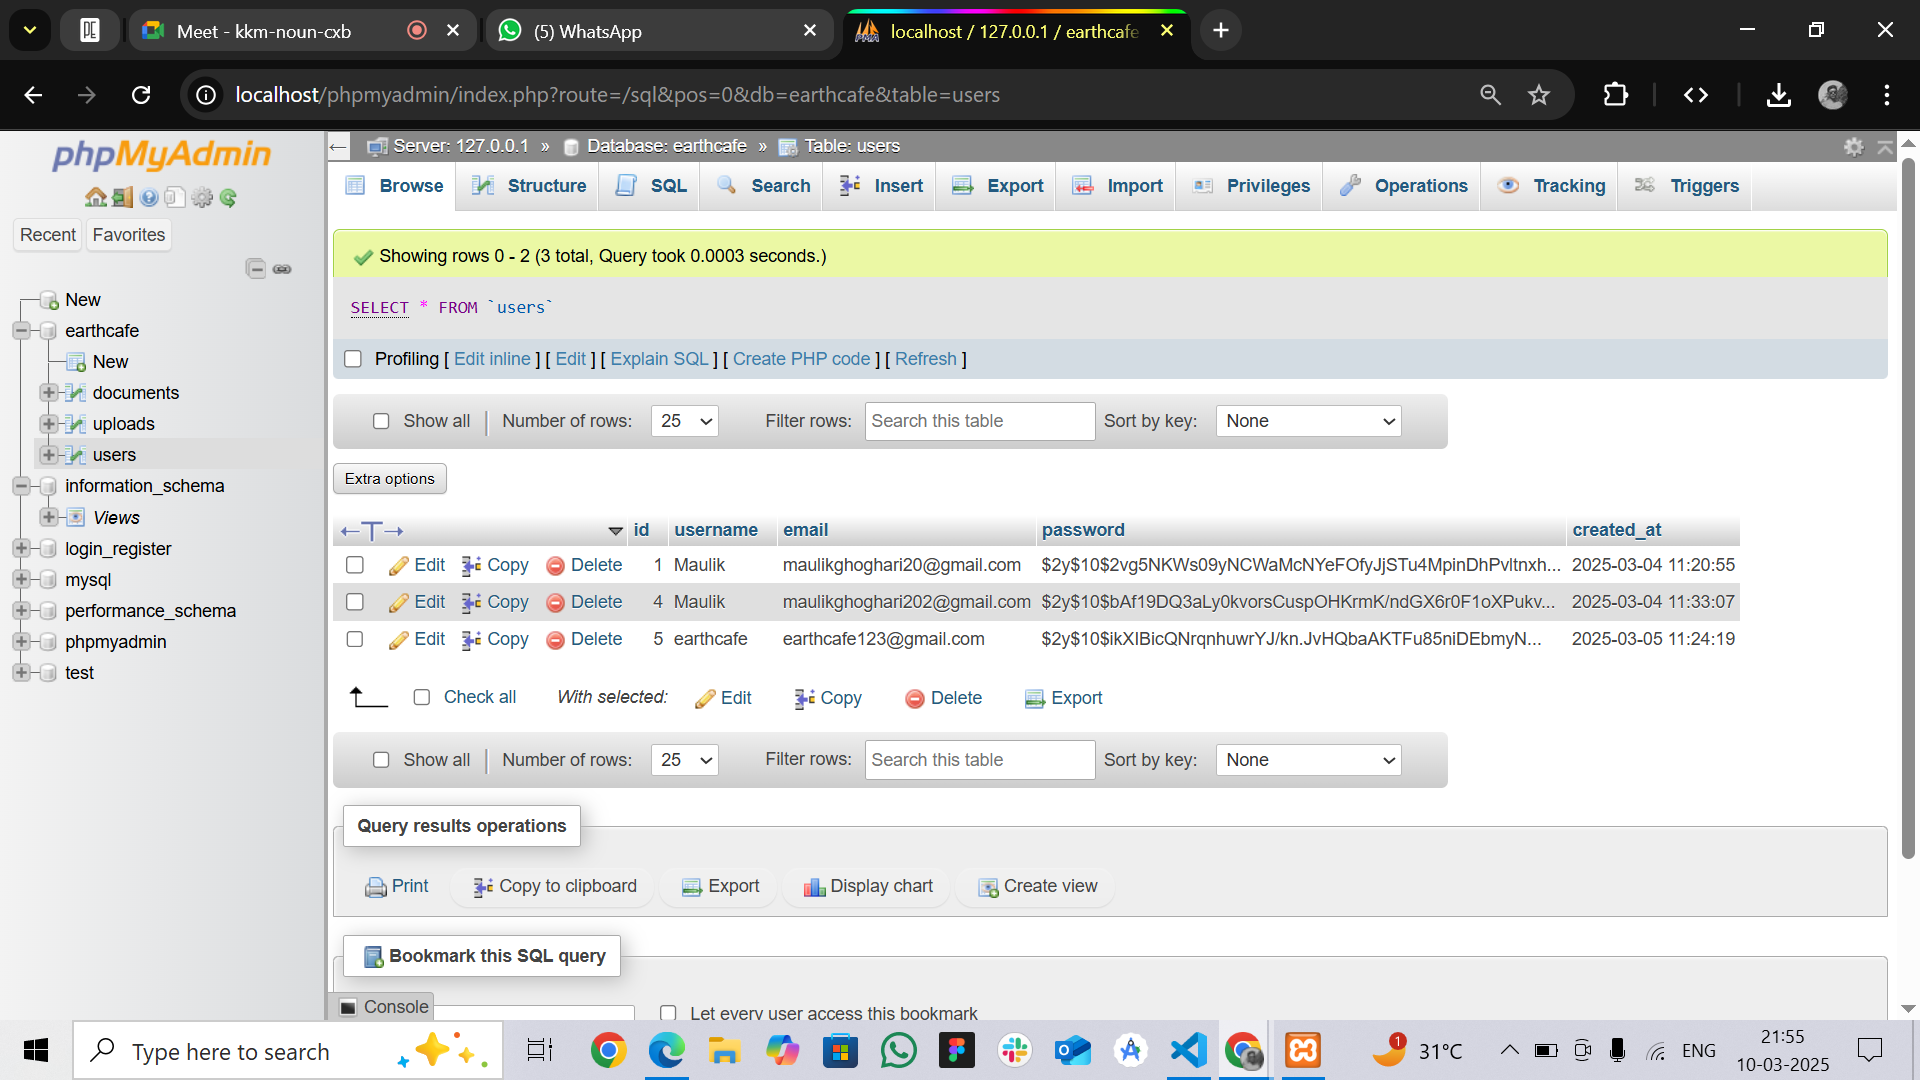 Meet - kkm-noun-cxb
(5) WhatsApp
localhost / 127.0.0.1 / earthcafe
localhost/phpmyadmin/index.php?route=/sql&pos=0&db=earthcafe&table=users
phpMyAdmin
Recent
Favorites
New
earthcafe
New
documents
uploads
users
information_schema
Views
login_register
mysql
performance_schema
phpmyadmin
test
Server: 127.0.0.1 » Database: earthcafe » Table: users
Browse Structure SQL Search Insert Export Import Privileges Operations Tracking Triggers
Showing rows 0 - 2 (3 total, Query took 0.0003 seconds.)
SELECT * FROM `users`
Profiling [ Edit inline ] [ Edit ] [ Explain SQL ] [ Create PHP code ] [ Refresh ]
Show all Number of rows: 25 Filter rows: Search this table Sort by key: None
Extra options
id username email password created_at
Edit Copy Delete 1 Maulik maulikghoghari20@gmail.com $2y$10$2vg5NKWs09yNCWaMcNYeFOfyJjSTu4MpinDhPvltnxh... 2025-03-04 11:20:55
Edit Copy Delete 4 Maulik maulikghoghari202@gmail.com $2y$10$bAf19DQ3aLy0kvorsCuspOHKrmK/ndGX6r0F1oXPukv... 2025-03-04 11:33:07
Edit Copy Delete 5 earthcafe earthcafe123@gmail.com $2y$10$ikXIBicQNrqnhuwrYJ/kn.JvHQbaAKTFu85niDEbmyN... 2025-03-05 11:24:19
Check all With selected: Edit Copy Delete Export
Show all Number of rows: 25 Filter rows: Search this table Sort by key: None
Query results operations
Print Copy to clipboard Export Display chart Create view
Bookmark this SQL query
Console
Let every user access this bookmark
Type here to search
1
31°C
ENG
21:55
10-03-2025